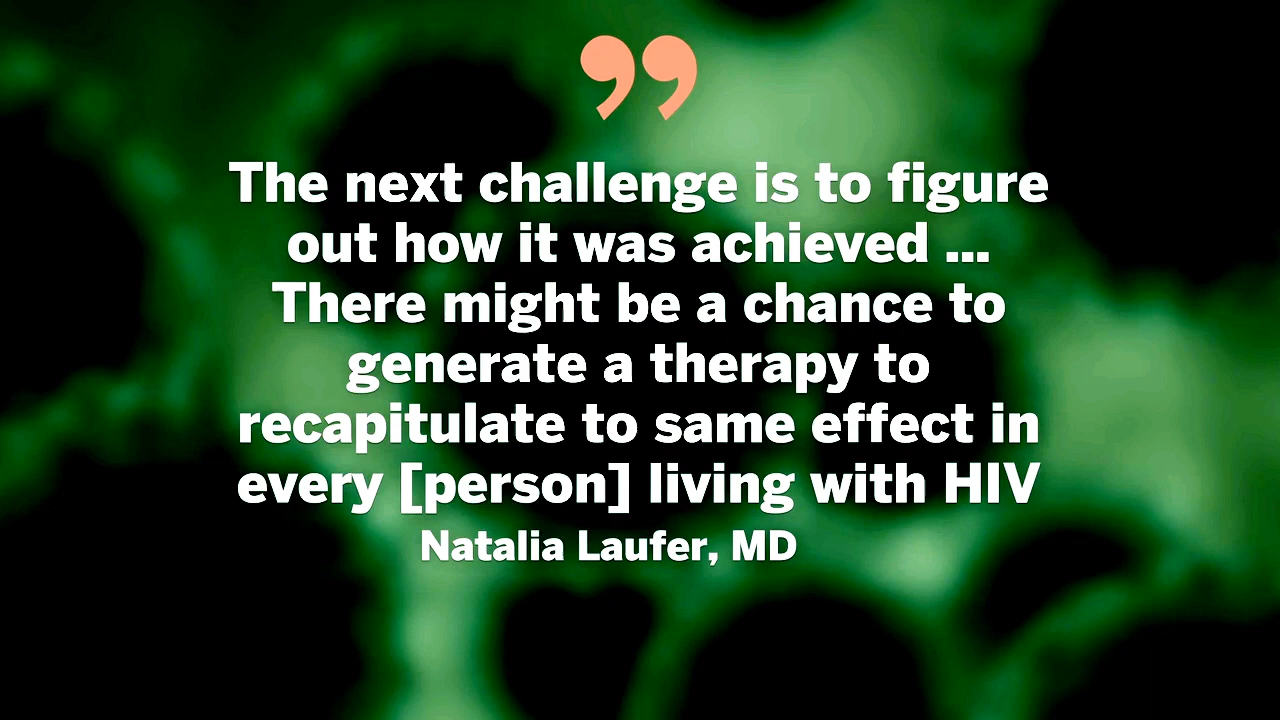 ”
The next challenge is to figure
out how it was achieved ...
There might be a chance to
generate a therapy to
recapitulate to same effect in
every [person] living with HIV
Natalia Laufer, MD